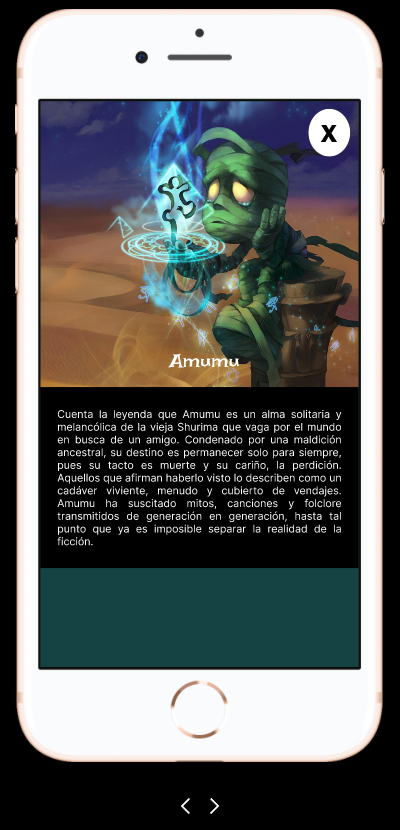 X
Amumu
Cuenta la leyenda que Amumu es un alma solitaria y
melancólica de la vieja Shurima que vaga por el mundo
en busca de un amigo. Condenado por una maldición
ancestral, su destino es permanecer solo para siempre,
pues su tacto es muerte y su cariño, la perdición.
Aquellos que afirman haberlo visto lo describen como un
cadáver viviente, menudo y cubierto de vendajes.
Amumu ha suscitado mitos, canciones y folclore
transmitidos de generación en generación, hasta tal
punto que ya es imposible separar la realidad de la
ficción.